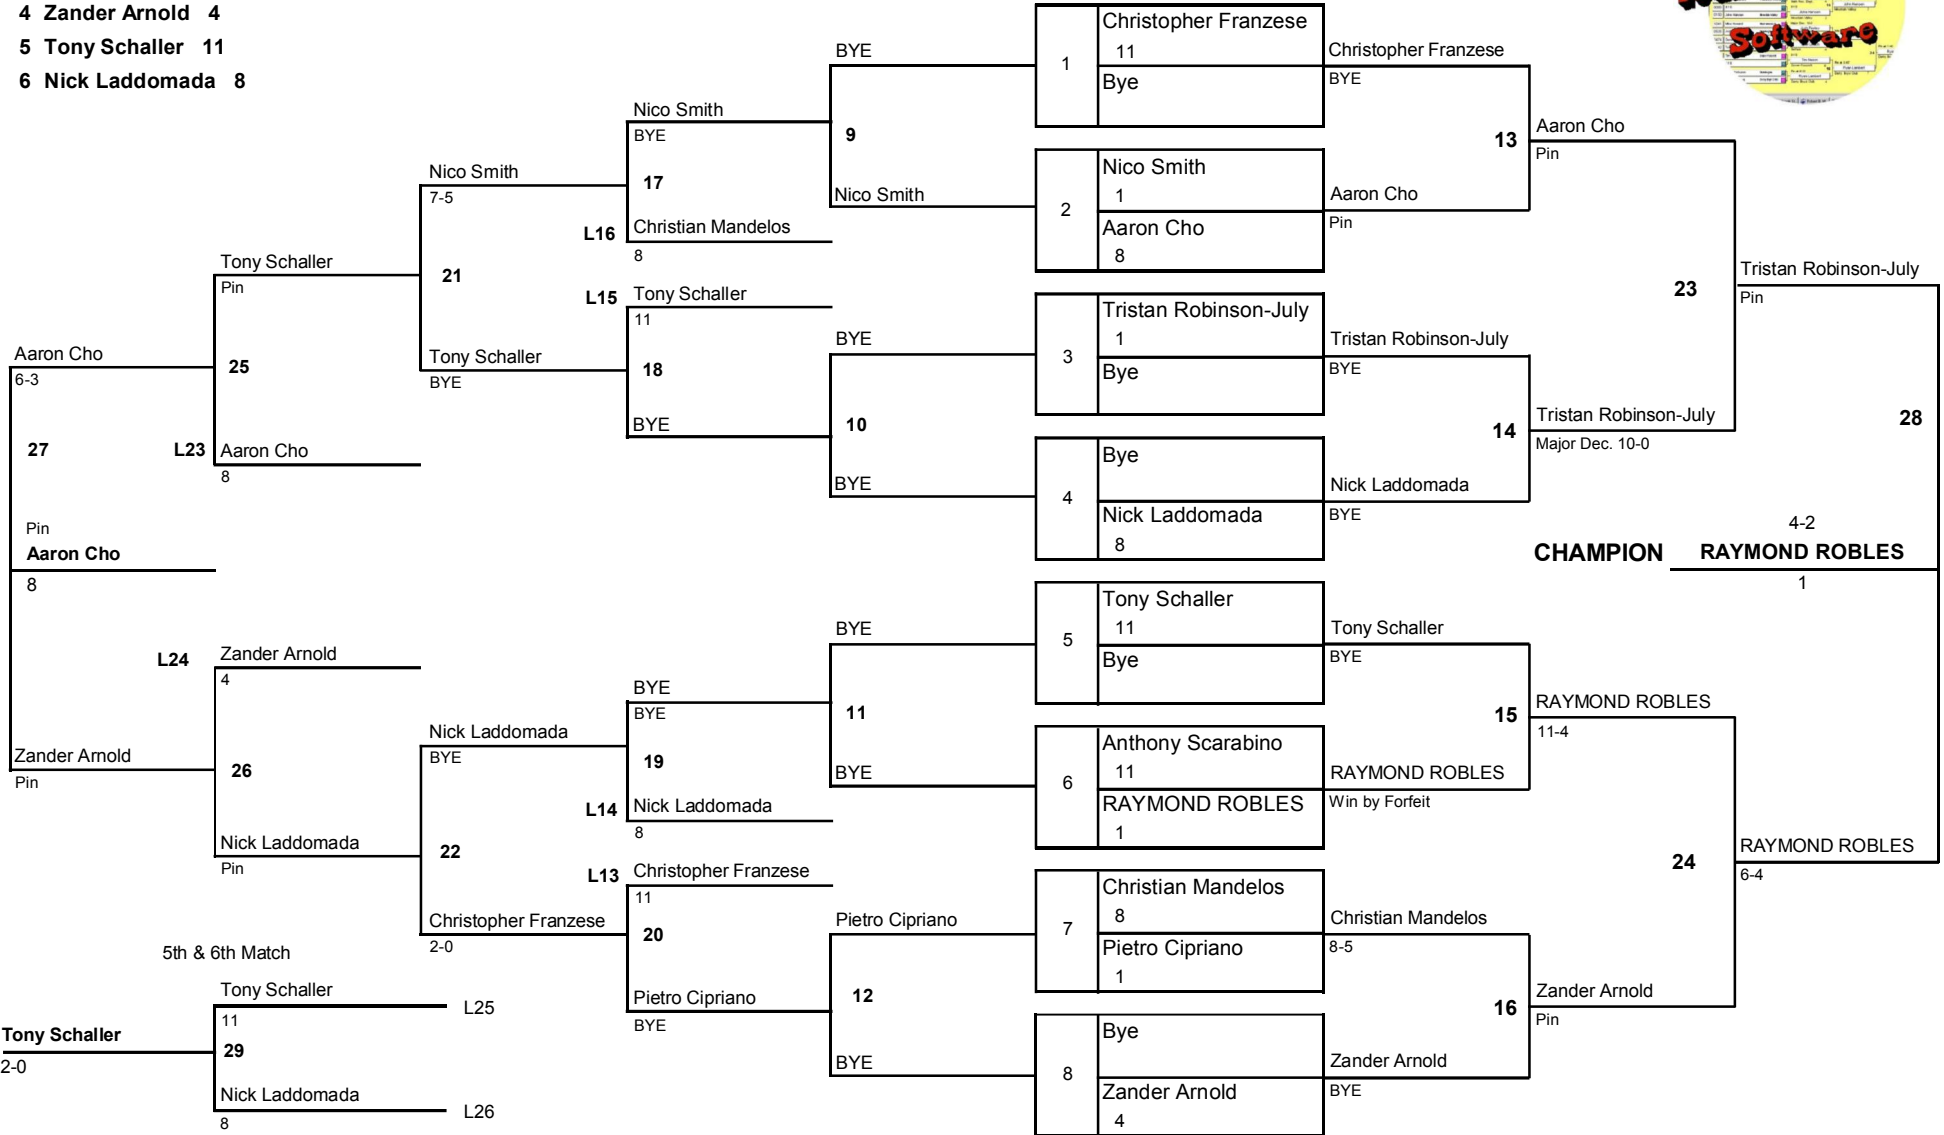 4 Zander Arnold 4
5 Tony Schaller 11
6 Nick Laddomada 8
Software
Aaron Cho
6-3
27
Pin
Aaron Cho
8
Zander Arnold
Pin
5th & 6th Match
Tony Schaller
2-0
Tony Schaller
Pin
25
L23
Aaron Cho
8
L24
Zander Arnold
4
26
Nick Laddomada
Pin
Tony Schaller
L25
11
29
Nick Laddomada
L26
8
Nico Smith
7-5
21
Tony Schaller
BYE
Nick Laddomada
BYE
22
Christopher Franzese
2-0
Nico Smith
BYE
17
L16
Christian Mandelos
8
L15
Tony Schaller
11
18
BYE
BYE
BYE
19
L14
Nick Laddomada
8
L13
Christopher Franzese
11
20
Pietro Cipriano
BYE
BYE
9
Nico Smith
BYE
10
BYE
BYE
11
BYE
Pietro Cipriano
12
BYE
1
Christopher Franzese
11
Bye
2
Nico Smith
1
Aaron Cho
8
3
Tristan Robinson-July
1
Bye
4
Bye
Nick Laddomada
8
5
Tony Schaller
11
Bye
6
Anthony Scarabino
11
RAYMOND ROBLES
1
7
Christian Mandelos
8
Pietro Cipriano
1
8
Bye
Zander Arnold
4
Christopher Franzese
BYE
13
Aaron Cho
Pin
Tristan Robinson-July
BYE
14
Nick Laddomada
BYE
Tony Schaller
BYE
15
RAYMOND ROBLES
Win by Forfeit
Christian Mandelos
8-5
16
Zander Arnold
BYE
Aaron Cho
Pin
23
Tristan Robinson-July
Major Dec. 10-0
RAYMOND ROBLES
11-4
24
Zander Arnold
Pin
Tristan Robinson-July
Pin
28
4-2
CHAMPION RAYMOND ROBLES
1
RAYMOND ROBLES
6-4